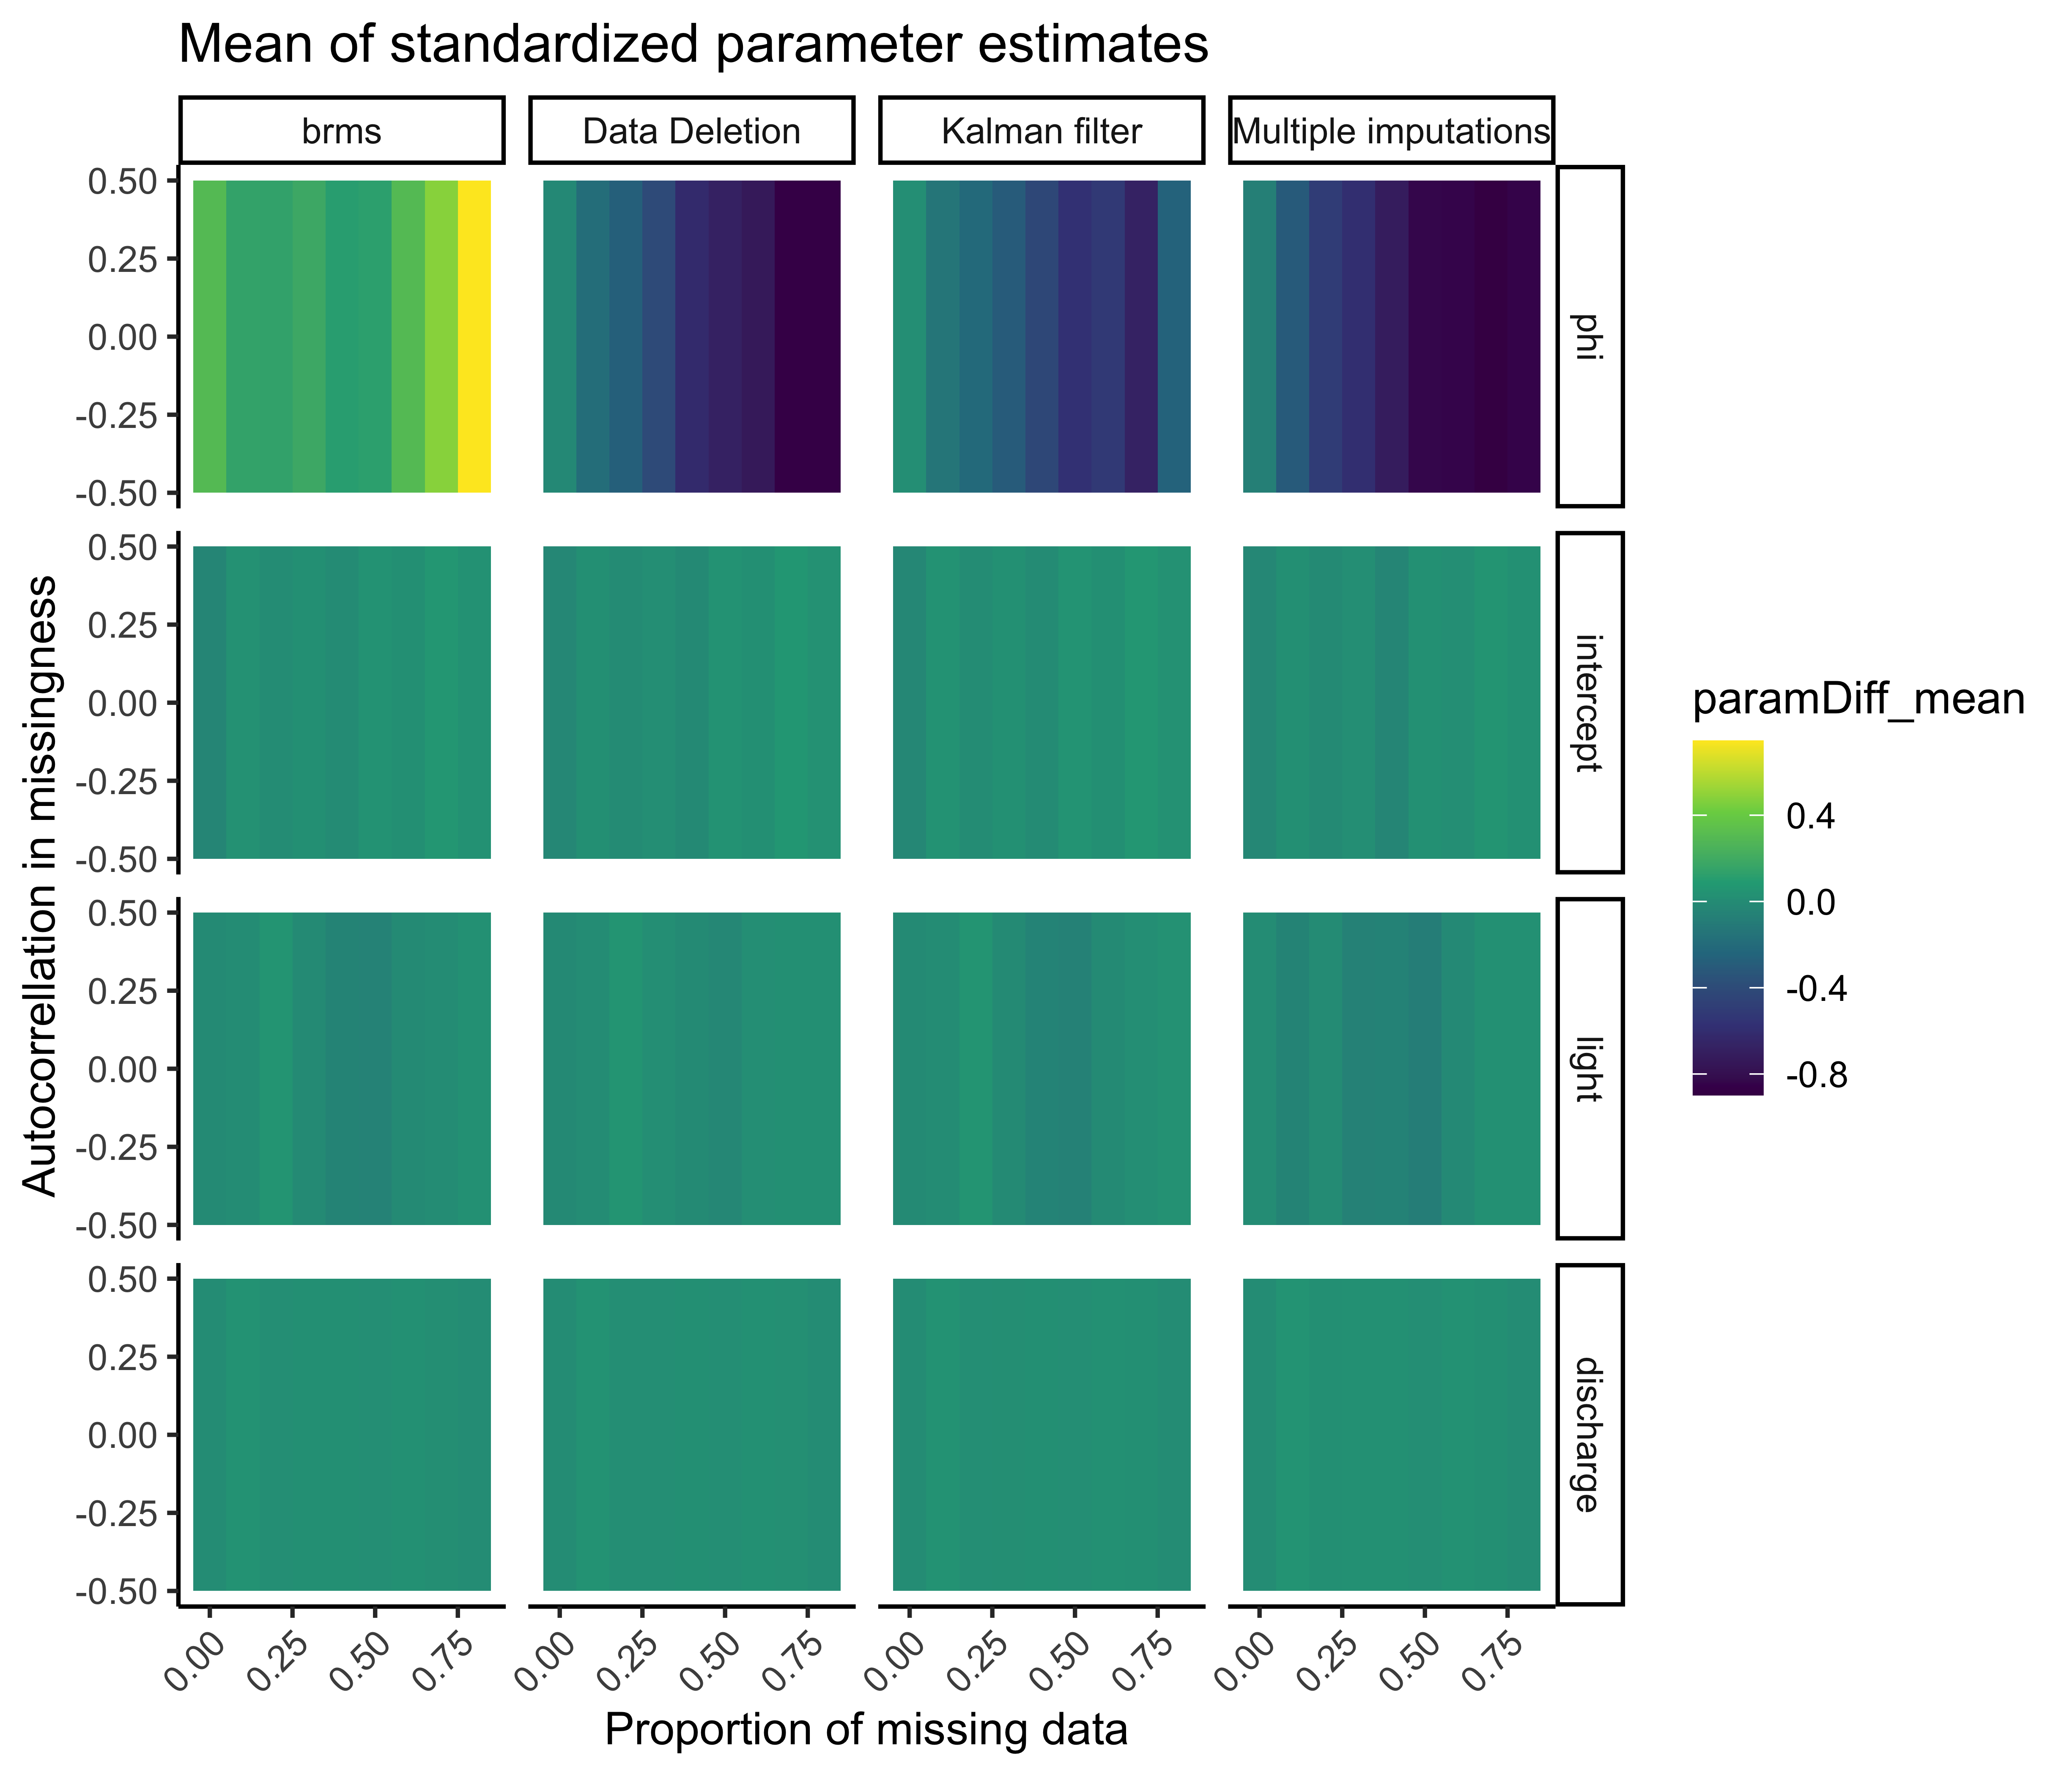 Mean of standardized parameter estimates
brms Data Deletion Kalman filter Multiple imputations
0.50
0.25
0.00
-0.25
-0.50
phi
0.50
0.25
0.00
-0.25
-0.50
intercept
0.50
0.25
0.00
-0.25
-0.50
light
0.50
0.25
0.00
-0.25
-0.50
discharge
Autocorrellation in missingness
0.00 0.25 0.50 0.75 0.00 0.25 0.50 0.75 0.00 0.25 0.50 0.75 0.00 0.25 0.50 0.75
Proportion of missing data
paramDiff_mean
0.4
0.0
-0.4
-0.8